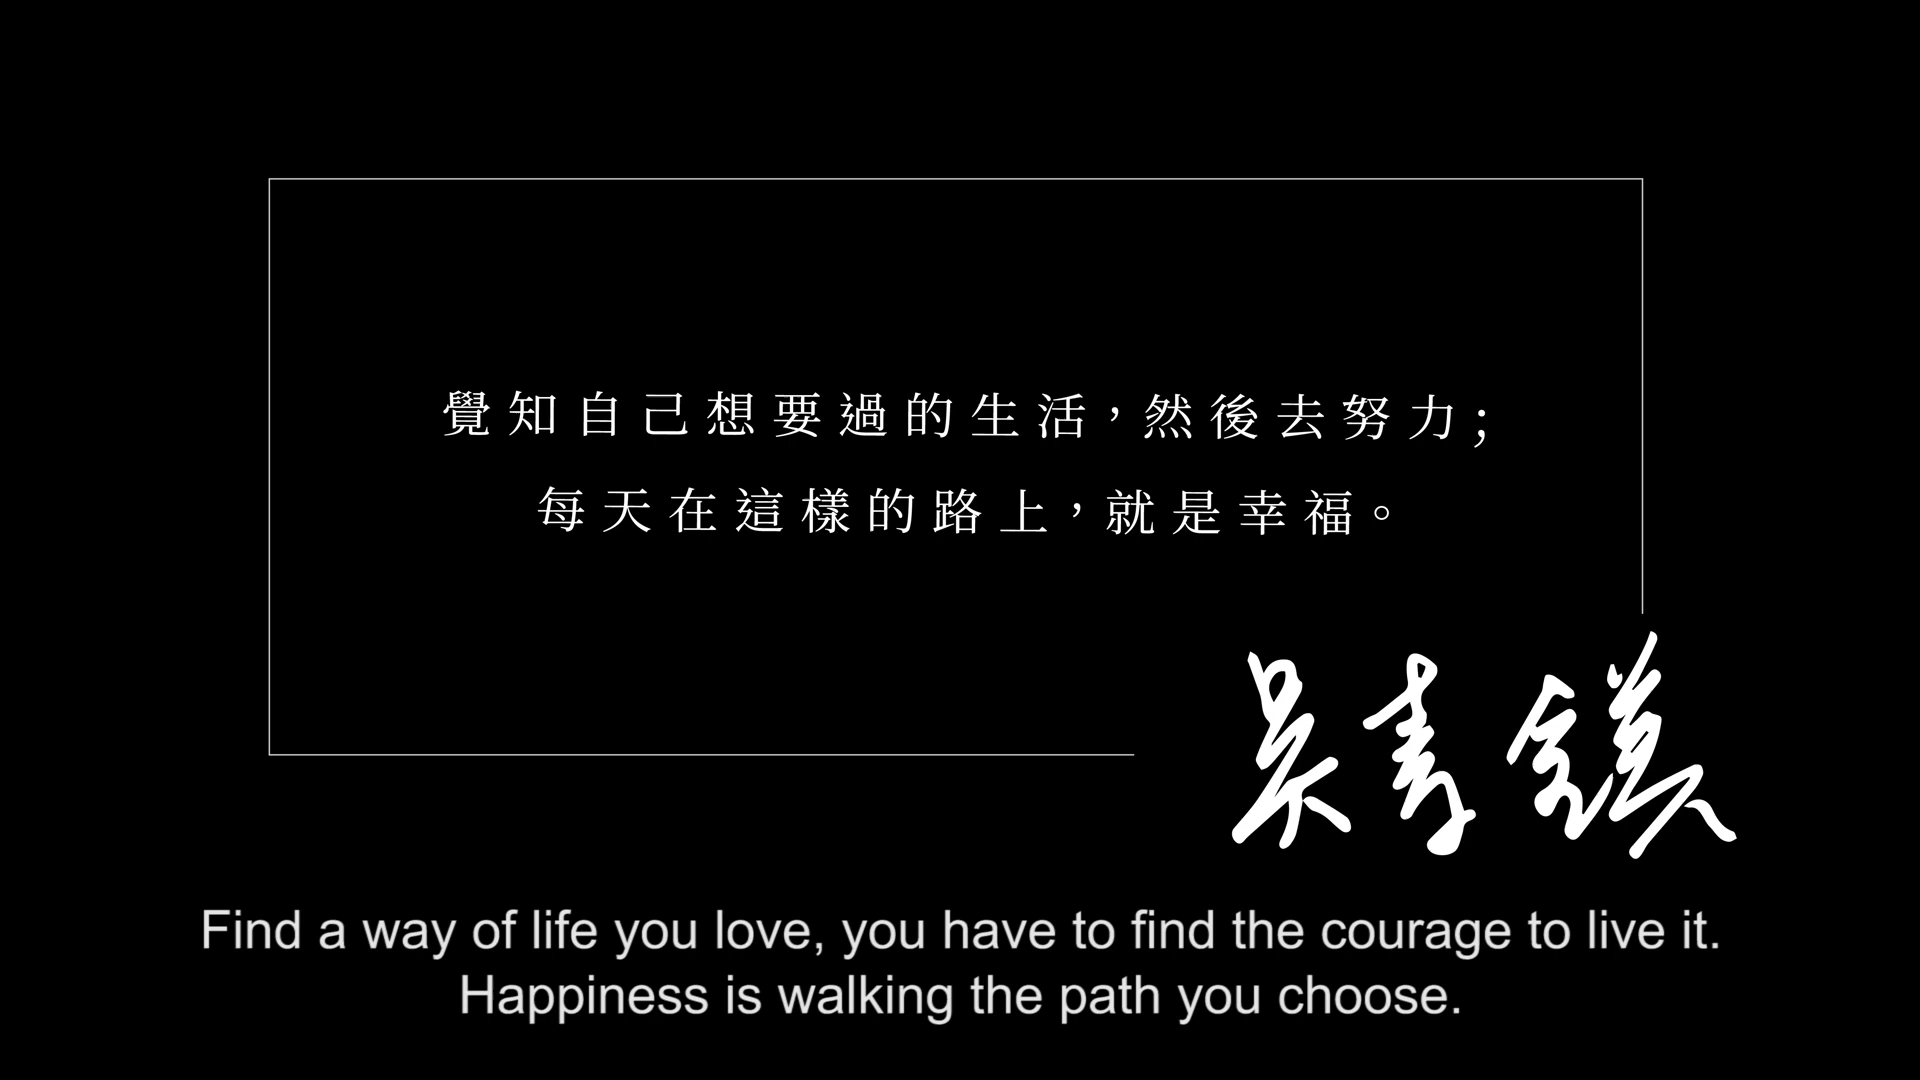 覺知自己想要過的生活，然後去努力;
每天在這樣的路上，就是幸福。
Find a way of life you love, you have to find the courage to live it.
Happiness is walking the path you choose.